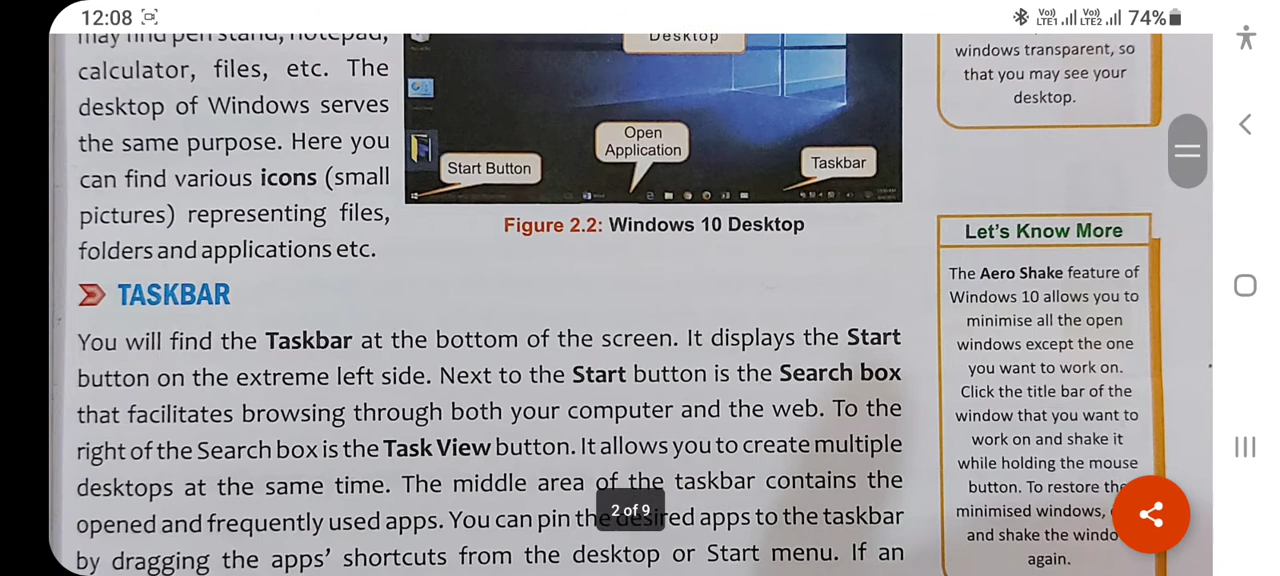 12:08
Vo)) LTE1 Vo)) LTE2 74%
may find pen stand, notepad,
calculator, files, etc. The
desktop of Windows serves
the same purpose. Here you
can find various icons (small
pictures) representing files,
folders and applications etc.
Desktop
Open
Application
Start Button
Taskbar
Figure 2.2: Windows 10 Desktop
TASKBAR
You will find the Taskbar at the bottom of the screen. It displays the Start
button on the extreme left side. Next to the Start button is the Search box
that facilitates browsing through both your computer and the web. To the
right of the Search box is the Task View button. It allows you to create multiple
desktops at the same time. The middle area of the taskbar contains the
opened and frequently used apps. You can pin the desired apps to the taskbar
by dragging the apps' shortcuts from the desktop or Start menu. If an
2 of 9
windows transparent, so
that you may see your
desktop.
Let's Know More
The Aero Shake feature of
Windows 10 allows you to
minimise all the open
windows except the one
you want to work on.
Click the title bar of the
window that you want to
work on and shake it
while holding the mouse
button. To restore the
minimised windows,
and shake the windo
again.